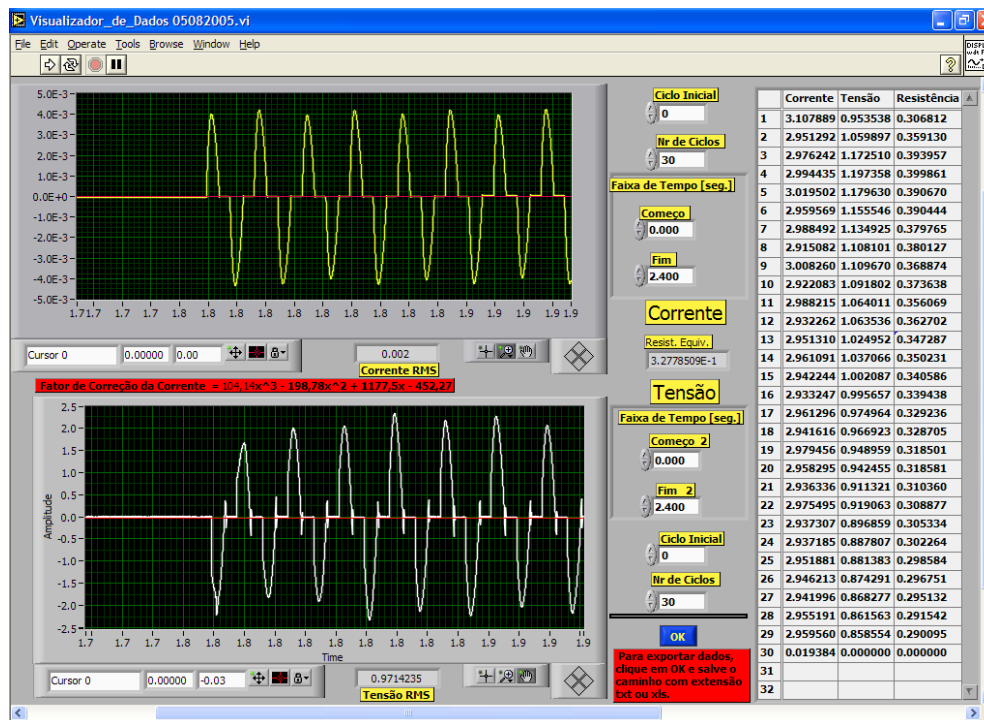 Visualizador_de_Dados 05082005.vi
File Edit Operate Tools Browse Window Help
5.0E-3
4.0E-3
3.0E-3
2.0E-3
1.0E-3
0.0E+0
-1.0E-3
-2.0E-3
-3.0E-3
-4.0E-3
-5.0E-3
1.7 1.7 1.7 1.7 1.8 1.8 1.8 1.8 1.8 1.8 1.8 1.9 1.9 1.9
Cursor 0 0.00000 0.00
0.002
Corrente RMS
Fator de Correção da Corrente = 104,14x^3 - 198,78x^2 + 1177,5x - 452,27
2.5
2.0
1.5
1.0
0.5
0.0
-0.5
-1.0
-1.5
-2.0
-2.5
Amplitude
1.7 1.7 1.7 1.8 1.8 1.8 1.8 1.8 1.8 1.8 1.9 1.9 1.9 1.9
Time
Cursor 0 0.00000 -0.03
0.9714235
Tensão RMS
Ciclo Inicial
0
Nr de Ciclos
30
Faixa de Tempo [seg.]
Começo
0.000
Fim
2.400
Corrente
Resist. Equiv.
3.2778509E-1
Tensão
Faixa de Tempo [seg.]
Começo 2
0.000
Fim 2
2.400
Ciclo Inicial
0
Nr de Ciclos
30
OK
Para exportar dados,
clique em OK e salve o
caminho com extensão
txt ou xls.
Corrente Tensão Resistência
1 3.107889 0.953538 0.306812
2 2.951292 1.059897 0.359130
3 2.976242 1.172510 0.393957
4 2.994435 1.197358 0.399861
5 3.019502 1.179630 0.390670
6 2.959569 1.155546 0.390444
7 2.988492 1.134925 0.379765
8 2.915082 1.108101 0.380127
9 3.008260 1.109670 0.368874
10 2.922083 1.091802 0.373638
11 2.988215 1.064011 0.356069
12 2.932262 1.063536 0.362702
13 2.951310 1.024952 0.347287
14 2.961091 1.037066 0.350231
15 2.942244 1.002087 0.340586
16 2.933247 0.995657 0.339438
17 2.961296 0.974964 0.329236
18 2.941616 0.966923 0.328705
19 2.979456 0.948959 0.318501
20 2.958295 0.942455 0.318581
21 2.936336 0.911321 0.310360
22 2.975495 0.919063 0.308877
23 2.937307 0.896859 0.305334
24 2.937185 0.887807 0.302264
25 2.951881 0.881383 0.298584
26 2.946213 0.874291 0.296751
27 2.941996 0.868277 0.295132
28 2.955191 0.861563 0.291542
29 2.959560 0.858554 0.290095
30 0.019384 0.000000 0.000000
31
32